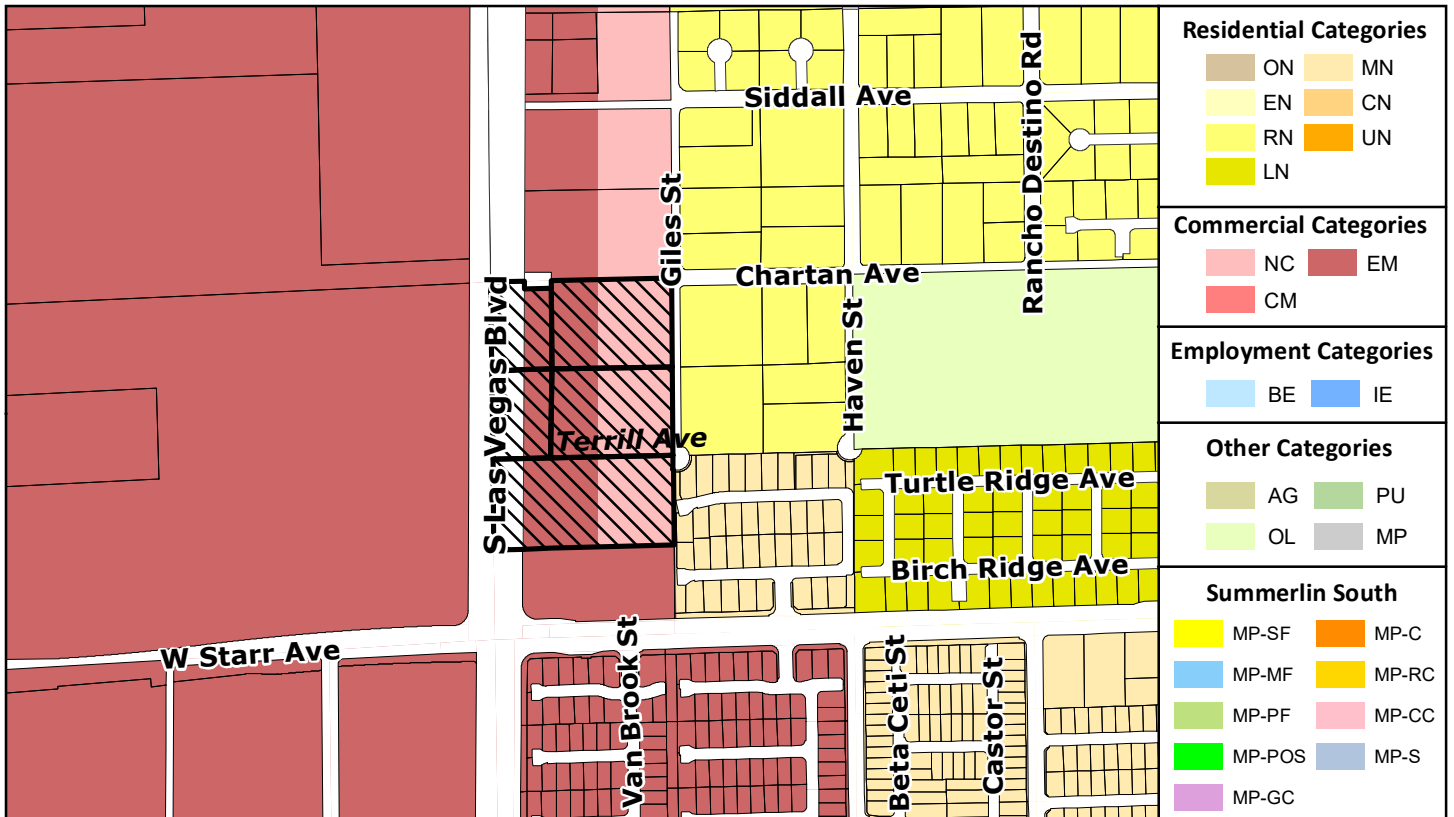 Siddall Ave
Rancho Destino Rd
Giles St
Chartan Ave
S Las Vegas Blvd
Haven St
Terrill Ave
Turtle Ridge Ave
Birch Ridge Ave
W Starr Ave
Van Brook St
Beta Ceti St
Castor St
Residential Categories
ON MN
EN CN
RN UN
LN
Commercial Categories
NC EM
CM
Employment Categories
BE IE
Other Categories
AG PU
OL MP
Summerlin South
MP-SF MP-C
MP-MF MP-RC
MP-PF MP-CC
MP-POS MP-S
MP-GC